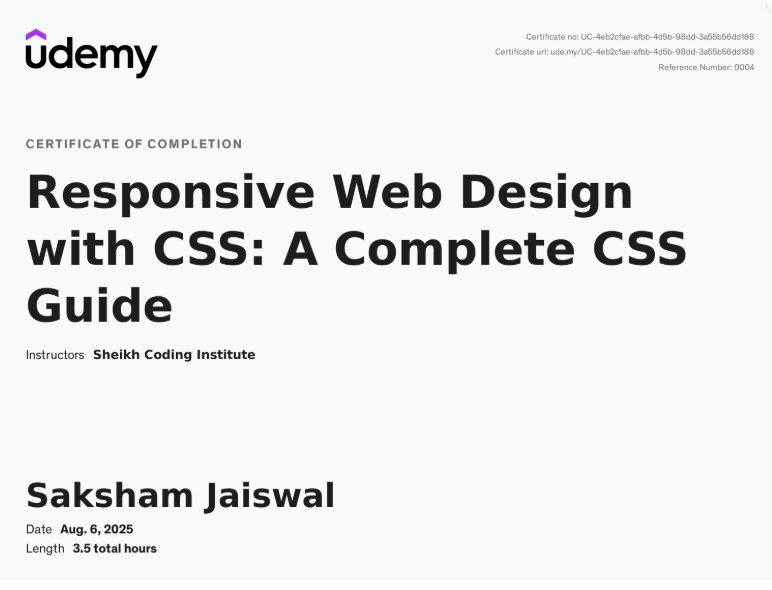 udemy
Certificate no: UC-4eb2cfae-afbb-4d5b-98dd-3a55b56dd188
Certificate url: ude.my/UC-4eb2cfae-afbb-4d5b-98dd-3a55b56dd188
Reference Number: 0004
CERTIFICATE OF COMPLETION
Responsive Web Design
with CSS: A Complete CSS
Guide
Instructors Sheikh Coding Institute
Saksham Jaiswal
Date Aug. 6, 2025
Length 3.5 total hours